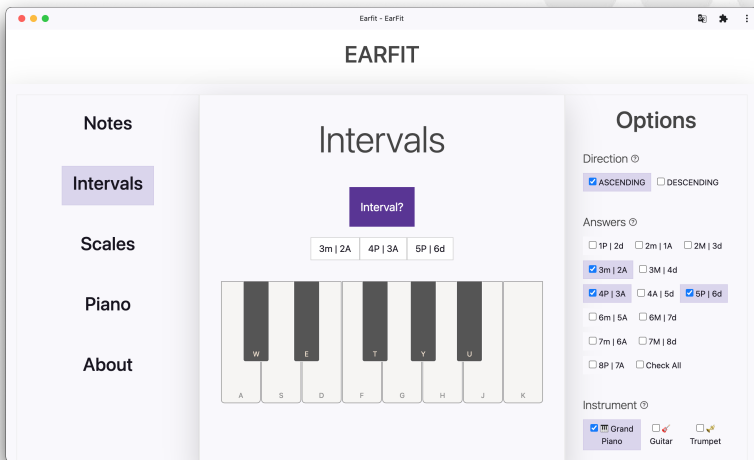 Earfit - EarFit
EARFIT
Notes
Intervals
Scales
Piano
About
Intervals
Interval?
3m | 2A 4P | 3A 5P | 6d
W E T Y U
A S D F G H J K
Options
Direction
ASCENDING DESCENDING
Answers
1P | 2d 2m | 1A 2M | 3d
3m | 2A 3M | 4d
4P | 3A 4A | 5d 5P | 6d
6m | 5A 6M | 7d
7m | 6A 7M | 8d
8P | 7A Check All
Instrument
Grand Piano Guitar Trumpet